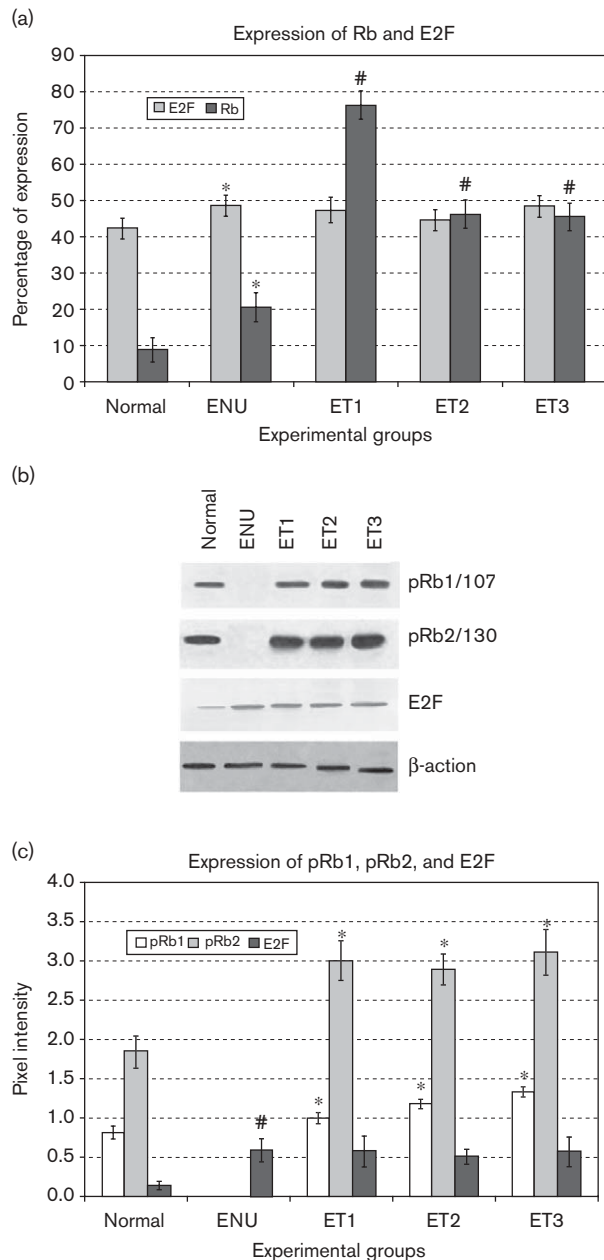 (a)
Expression of Rb and E2F
90
80
70
60
50
40
30
20
10
0
Percentage of expression
E2F Rb
*
*
#
#
#
Normal ENU ET1 ET2 ET3
Experimental groups
(b)
Normal ENU ET1 ET2 ET3
pRb1/107
pRb2/130
E2F
β-action
(c)
Expression of pRb1, pRb2, and E2F
4.0
3.5
3.0
2.5
2.0
1.5
1.0
0.5
0.0
Pixel intensity
pRb1 pRb2 E2F
#
*
*
*
*
*
*
Normal ENU ET1 ET2 ET3
Experimental groups